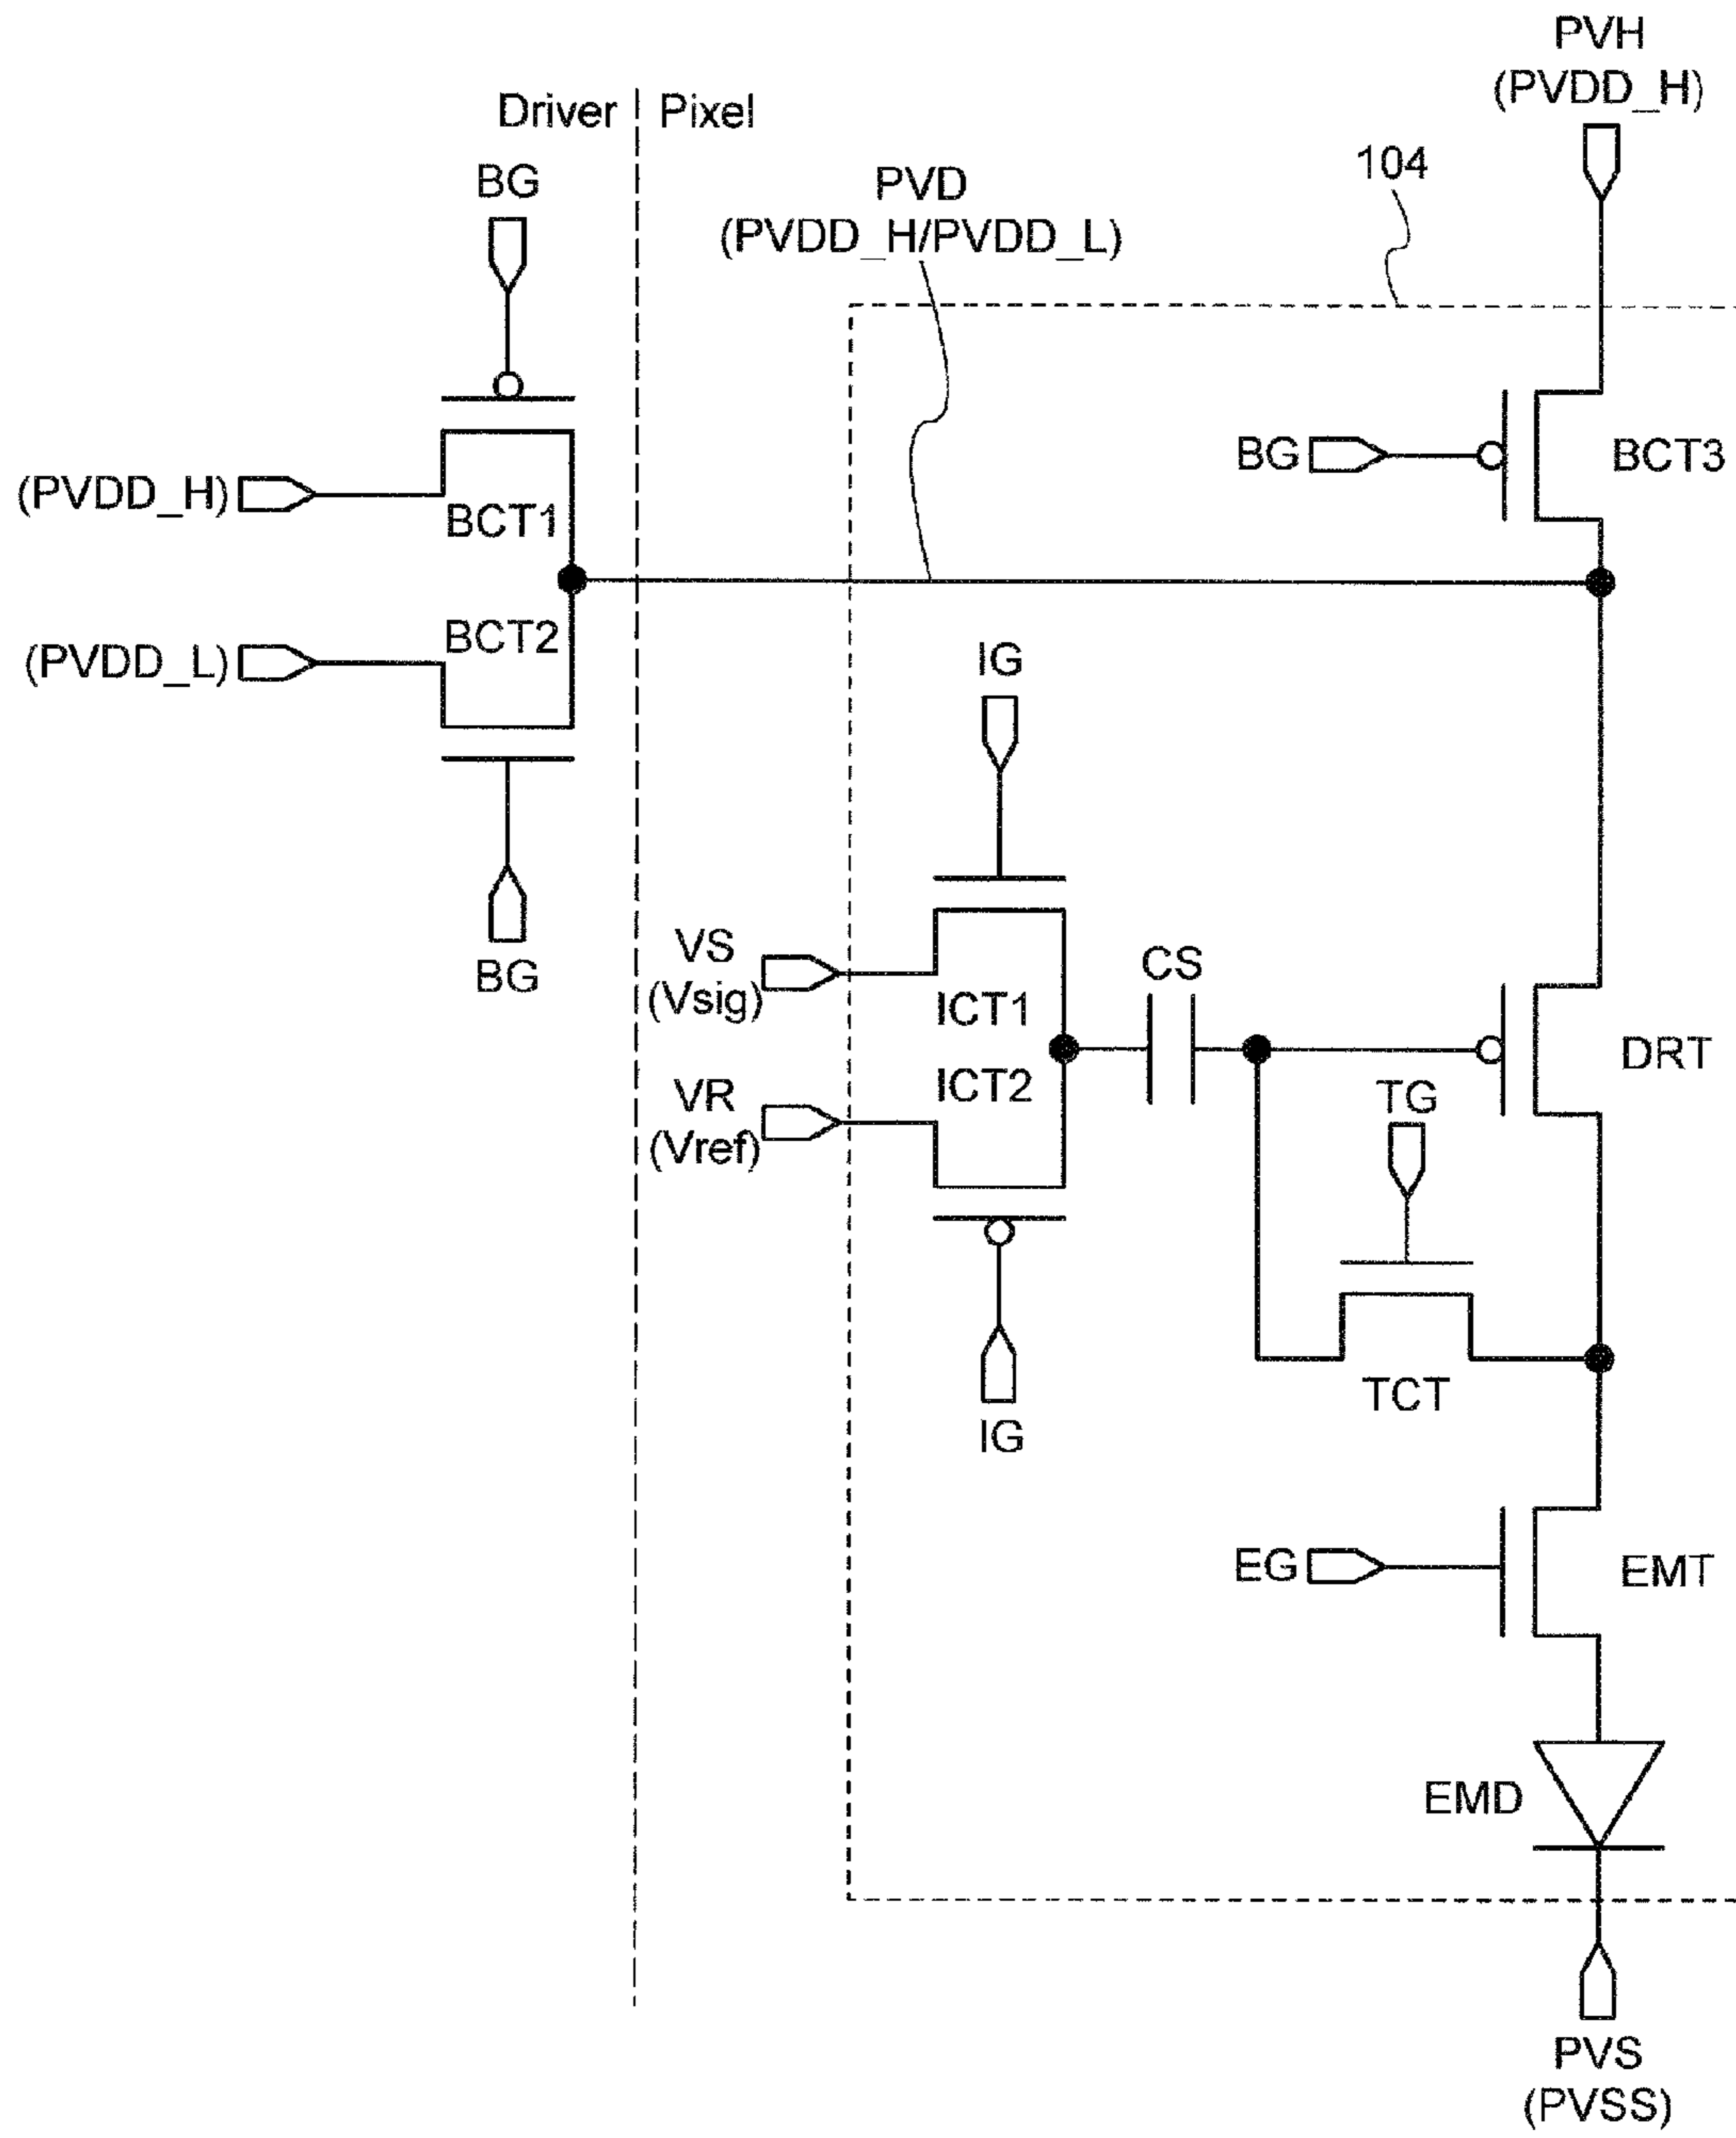 PVH
(PVDD_H)
Driver
Pixel
104
BG
PVD
(PVDD_H/PVDD_L)
BG
BCT3
(PVDD_H)
BCT1
BCT2
(PVDD_L)
IG
VS
(Vsig)
CS
BG
ICT1
ICT2
DRT
VR
(Vref)
TG
TCT
IG
EG
EMT
EMD
PVS
(PVSS)